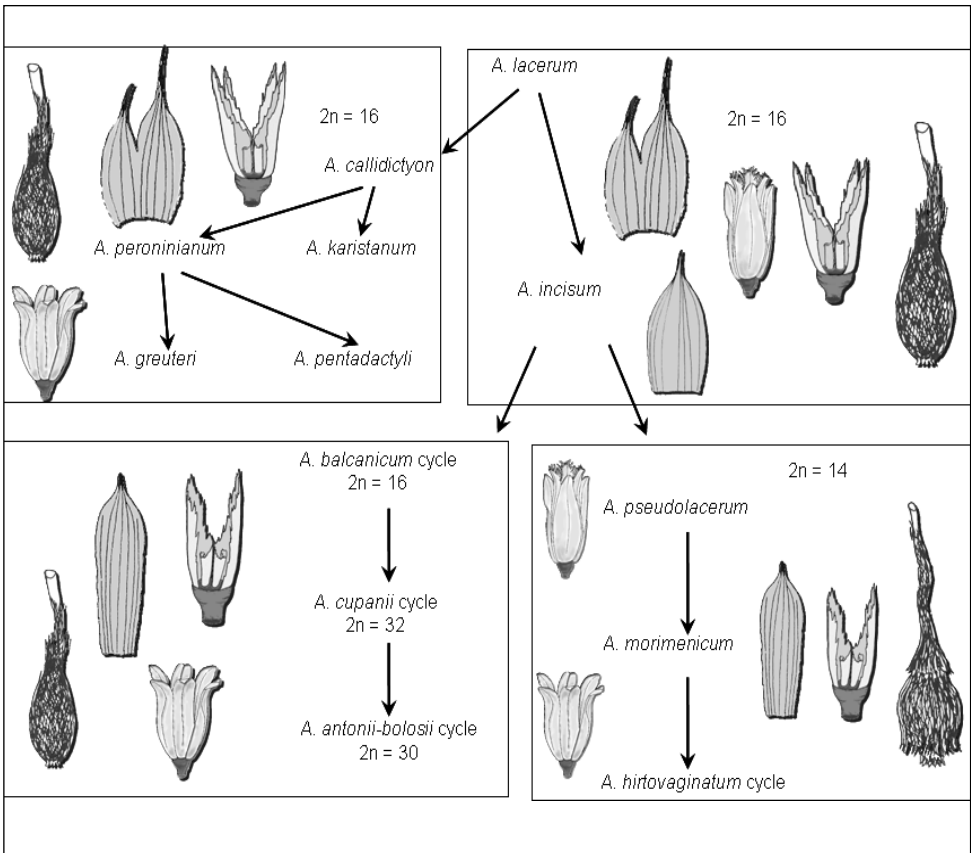 2n = 16
A. callidictyon
A. peroninianum
A. karistanum
A. greuteri
A. pentadactyli
A. lacerum
2n = 16
A. incisum
A. balcanicum cycle
2n = 16
A. cupanii cycle
2n = 32
A. antonii-bolosii cycle
2n = 30
2n = 14
A. pseudolacerum
A. morimenicum
A. hirtovaginatum cycle